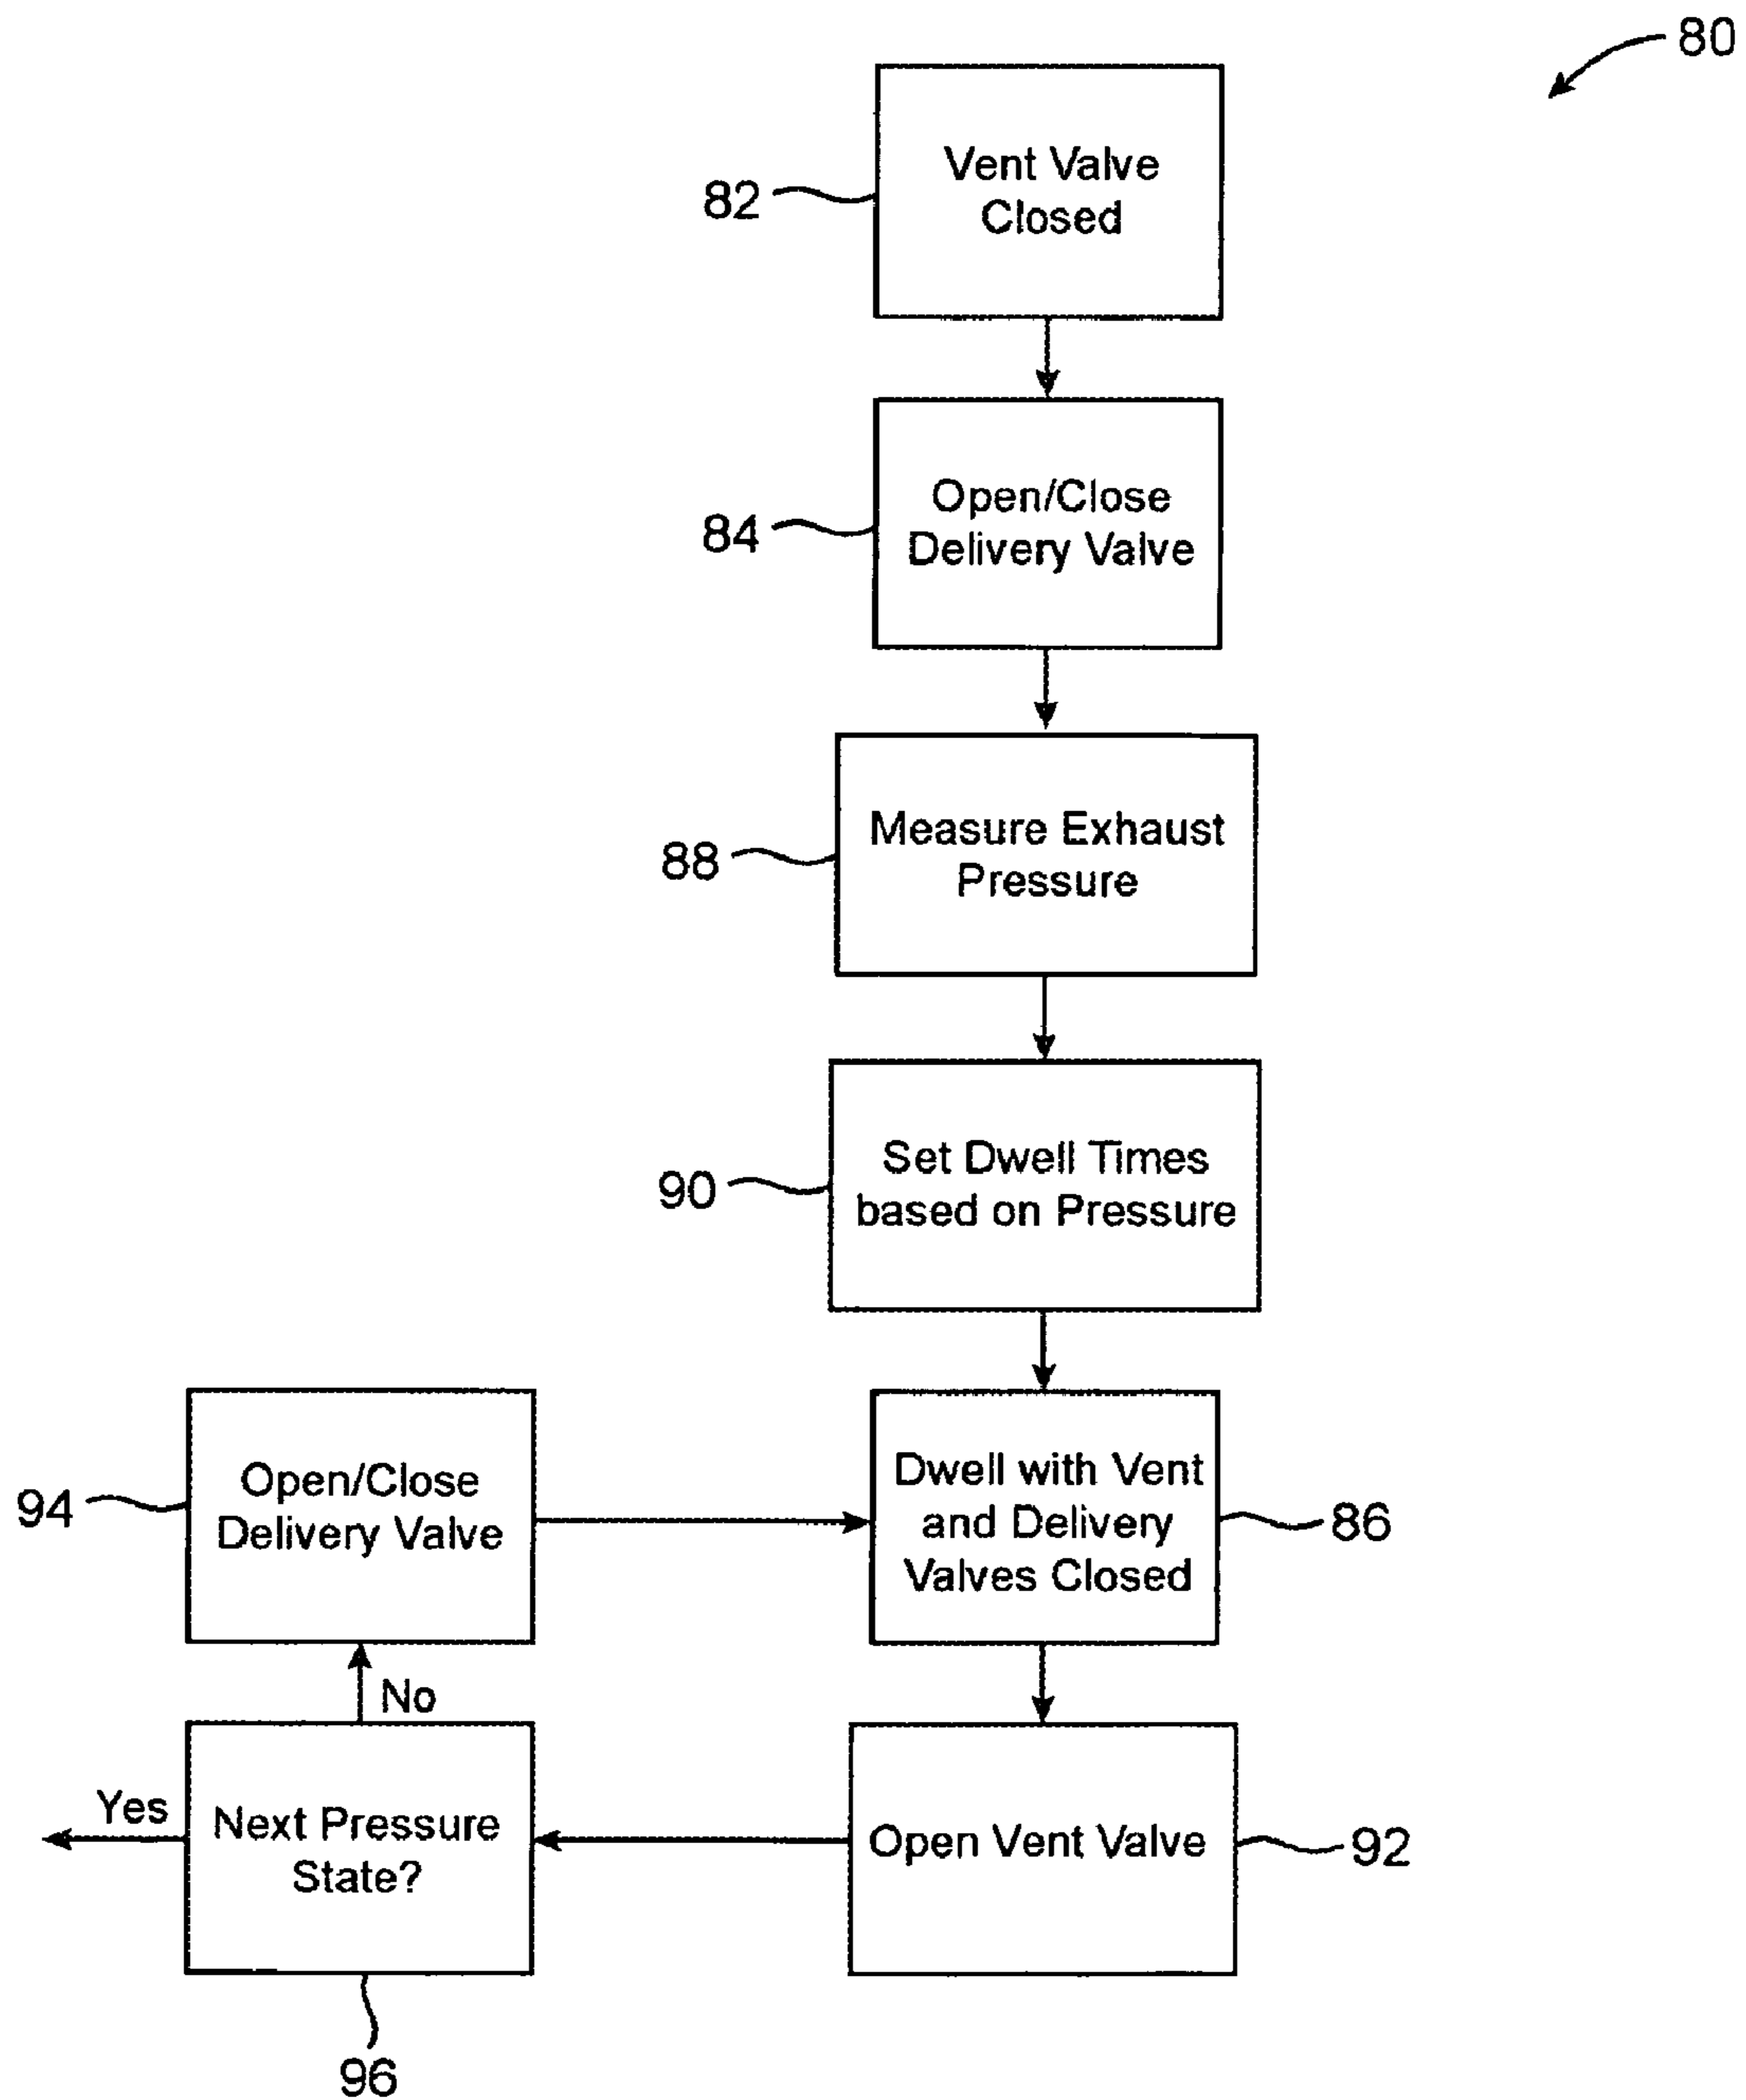 80
82
Vent Valve
Closed
84
Open/Close
Delivery Valve
88
Measure Exhaust
Pressure
90
Set Dwell Times
based on Pressure
94
Open/Close
Delivery Valve
Dwell with Vent
and Delivery
Valves Closed
86
No
Yes
Next Pressure
State?
Open Vent Valve
92
96